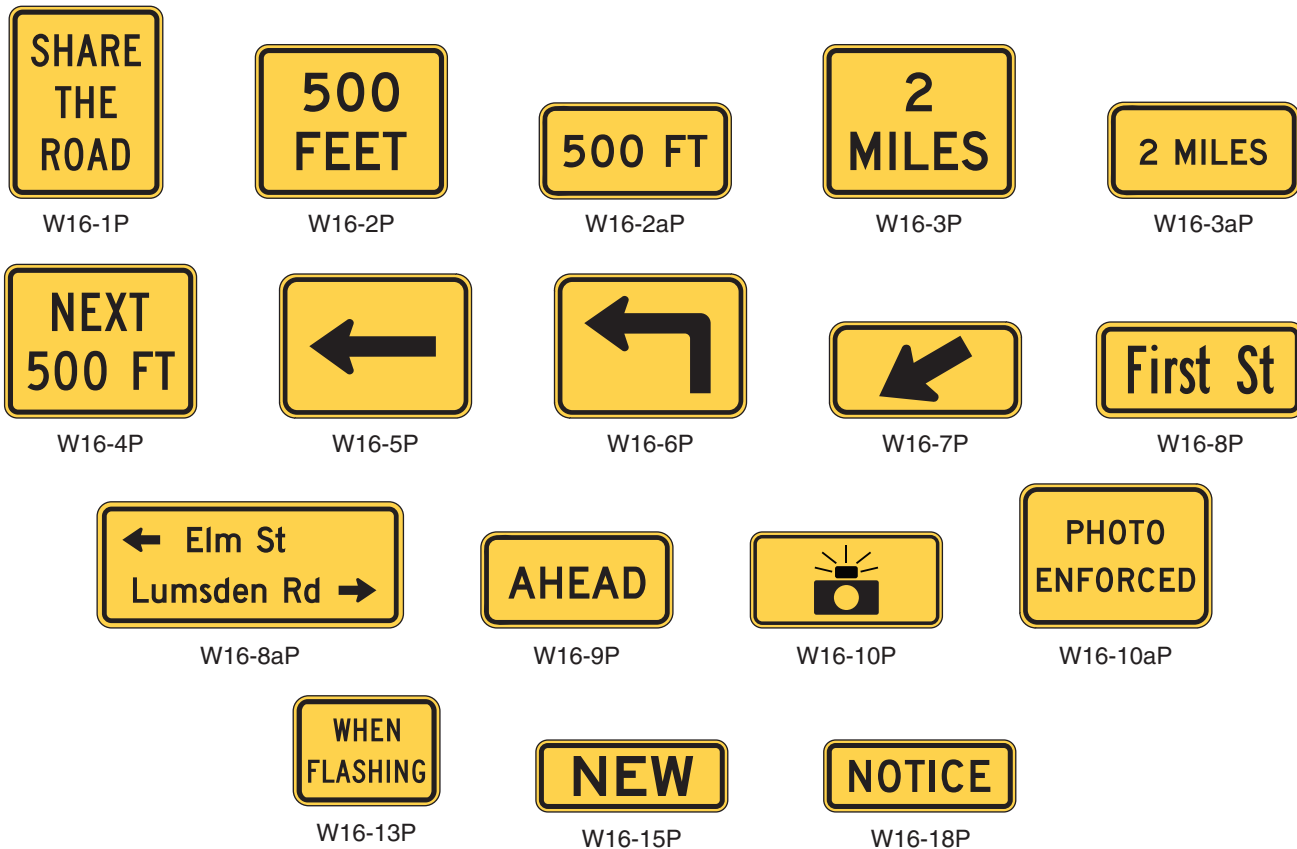 SHARE
THE
ROAD
W16-1P
500
FEET
W16-2P
500 FT
W16-2aP
2
MILES
W16-3P
2 MILES
W16-3aP
NEXT
500 FT
W16-4P
W16-5P
W16-6P
W16-7P
First St
W16-8P
Elm St
Lumsden Rd
W16-8aP
AHEAD
W16-9P
W16-10P
PHOTO
ENFORCED
W16-10aP
WHEN
FLASHING
W16-13P
NEW
W16-15P
NOTICE
W16-18P